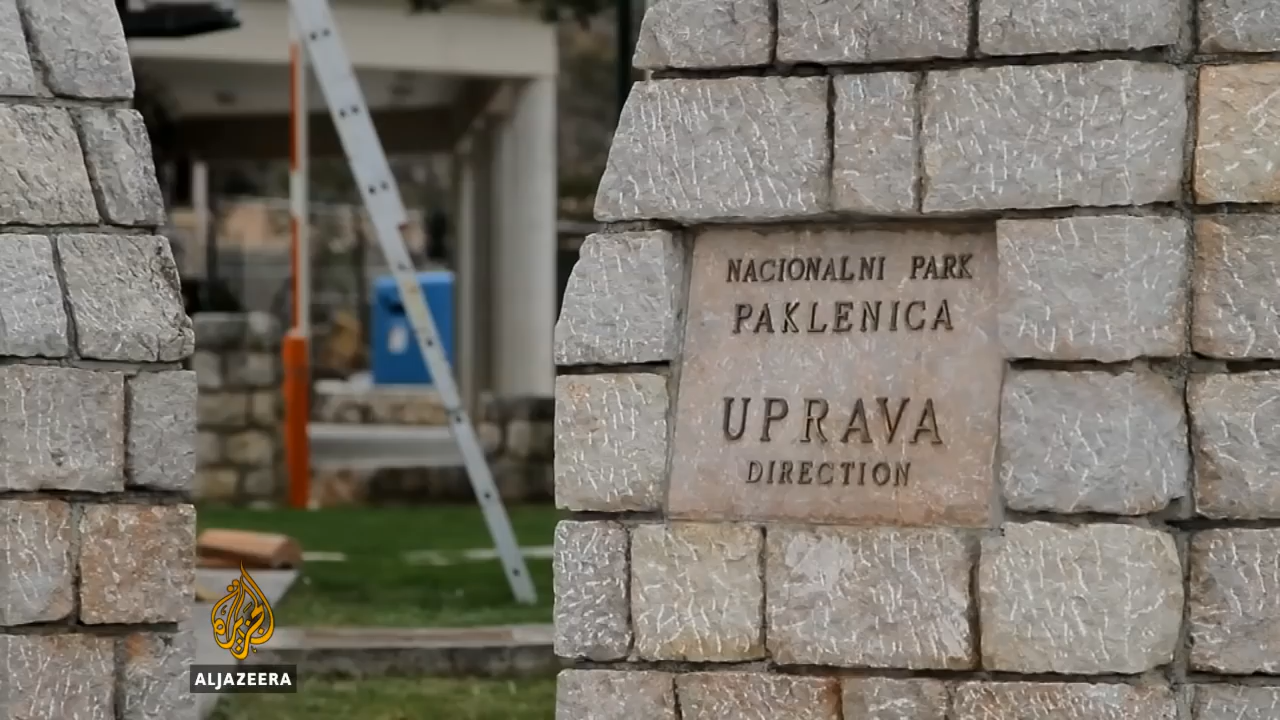 NACIONALNI PARK
PAKLENICA
UPRAVA
DIRECTION
ALJAZEERA